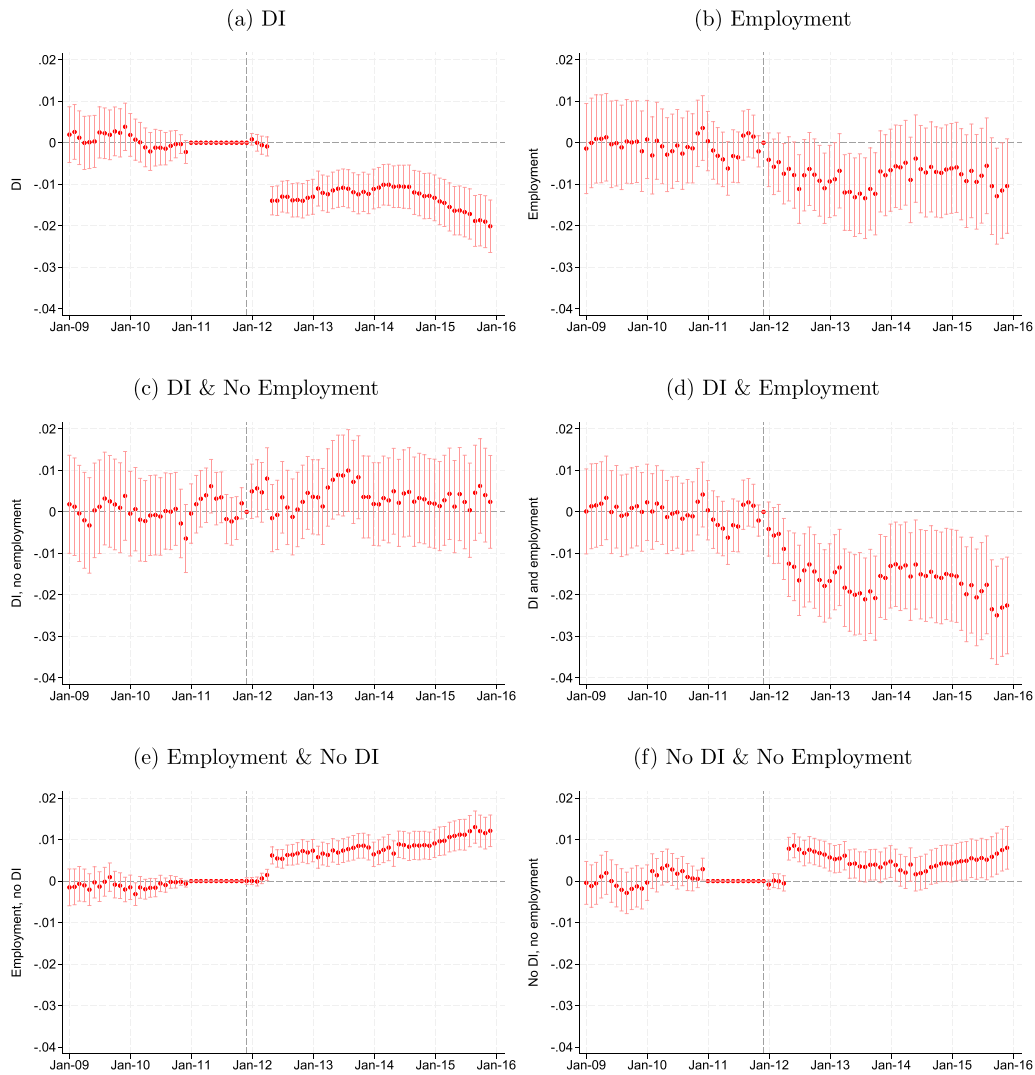 (a) DI
.02
.01
0
-.01
-.02
-.03
-.04
DI
Jan-09 Jan-10 Jan-11 Jan-12 Jan-13 Jan-14 Jan-15 Jan-16
(b) Employment
.02
.01
0
-.01
-.02
-.03
-.04
Employment
Jan-09 Jan-10 Jan-11 Jan-12 Jan-13 Jan-14 Jan-15 Jan-16
(c) DI & No Employment
.02
.01
0
-.01
-.02
-.03
-.04
DI, no employment
Jan-09 Jan-10 Jan-11 Jan-12 Jan-13 Jan-14 Jan-15 Jan-16
(d) DI & Employment
.02
.01
0
-.01
-.02
-.03
-.04
DI and employment
Jan-09 Jan-10 Jan-11 Jan-12 Jan-13 Jan-14 Jan-15 Jan-16
(e) Employment & No DI
.02
.01
0
-.01
-.02
-.03
-.04
Employment, no DI
Jan-09 Jan-10 Jan-11 Jan-12 Jan-13 Jan-14 Jan-15 Jan-16
(f) No DI & No Employment
.02
.01
0
-.01
-.02
-.03
-.04
No DI, no employment
Jan-09 Jan-10 Jan-11 Jan-12 Jan-13 Jan-14 Jan-15 Jan-16